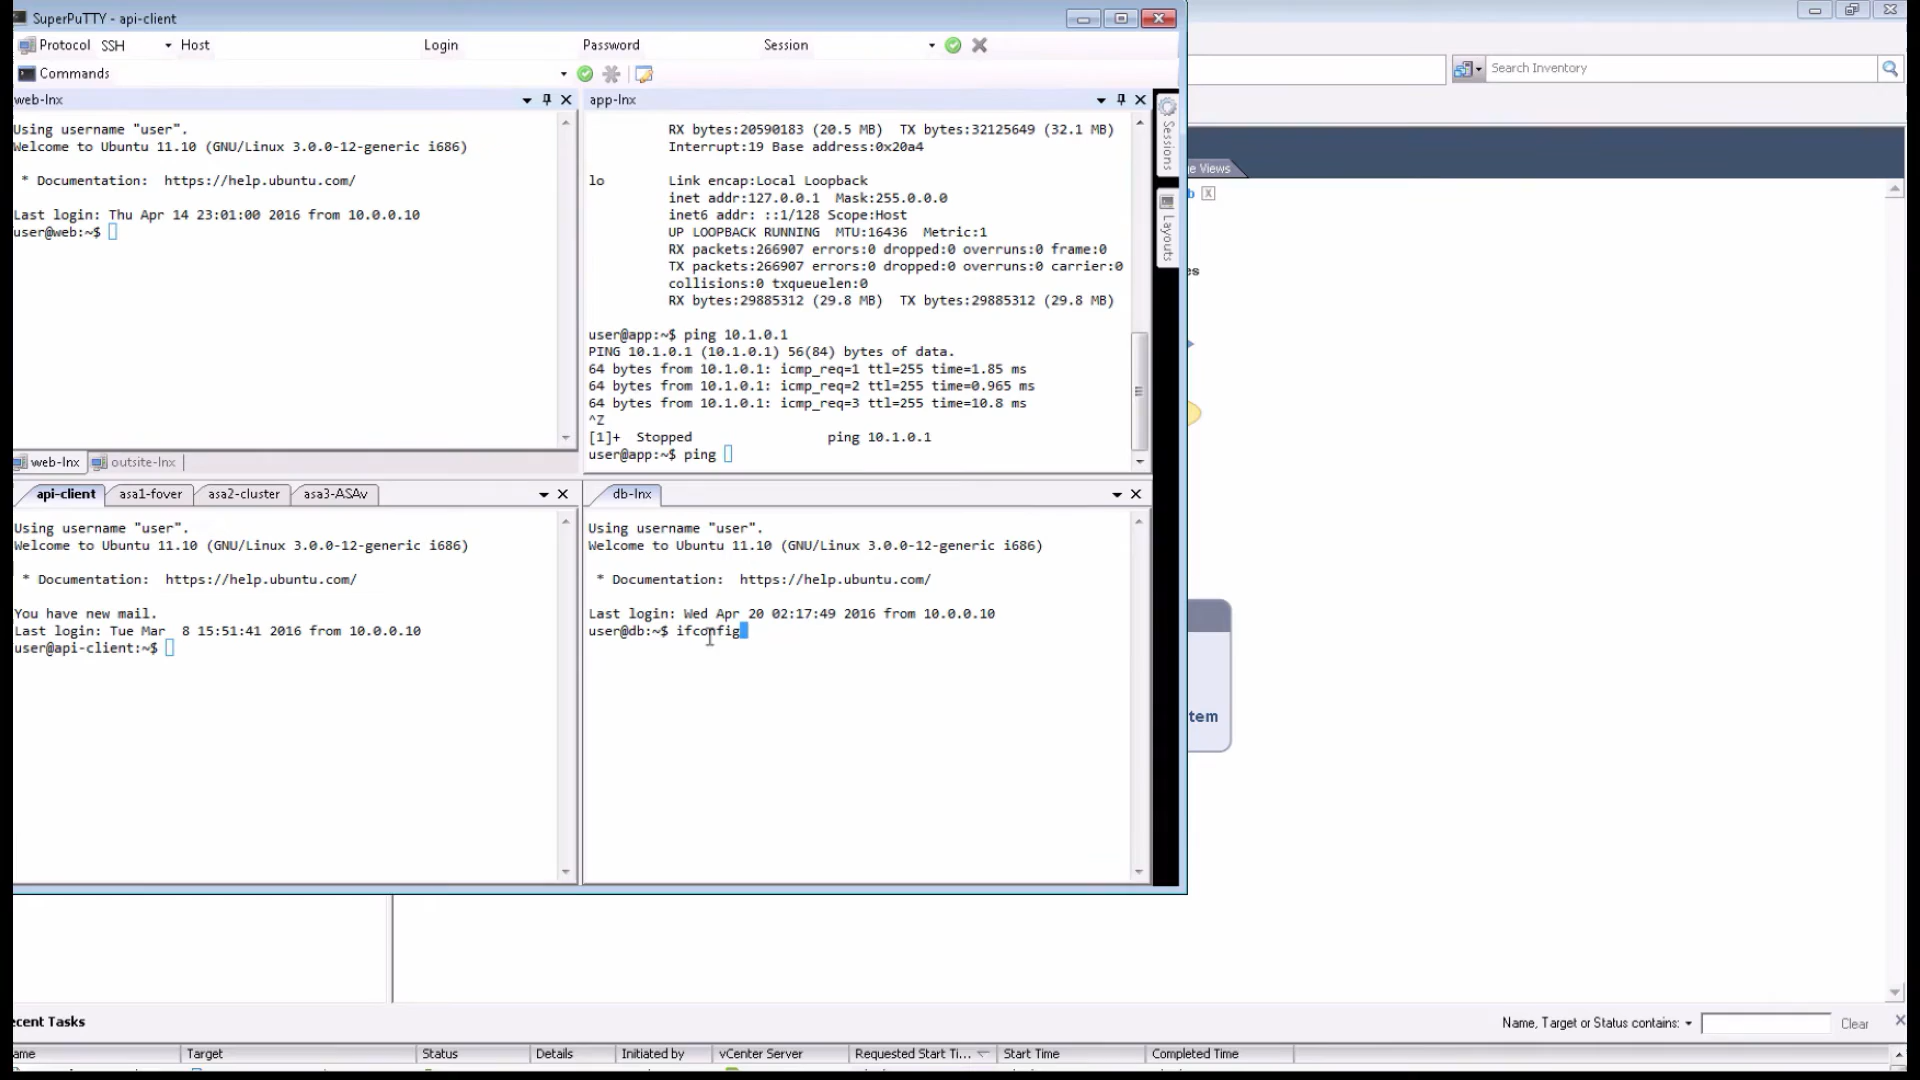 SuperPuTTY - api-client
Protocol SSH Host Login Password Session
Commands
Search Inventory
web-lnx
Using username "user".
Welcome to Ubuntu 11.10 (GNU/Linux 3.0.0-12-generic i686)
* Documentation: https://help.ubuntu.com/
Last login: Thu Apr 14 23:01:00 2016 from 10.0.0.10
user@web:~$
web-lnx outsite-lnx
app-lnx
RX bytes:20590183 (20.5 MB) TX bytes:32125649 (32.1 MB)
Interrupt:19 Base address:0x20a4
lo Link encap:Local Loopback
inet addr:127.0.0.1 Mask:255.0.0.0
inet6 addr: ::1/128 Scope:Host
UP LOOPBACK RUNNING MTU:16436 Metric:1
RX packets:266907 errors:0 dropped:0 overruns:0 frame:0
TX packets:266907 errors:0 dropped:0 overruns:0 carrier:0
collisions:0 txqueuelen:0
RX bytes:29885312 (29.8 MB) TX bytes:29885312 (29.8 MB)
user@app:~$ ping 10.1.0.1
PING 10.1.0.1 (10.1.0.1) 56(84) bytes of data.
64 bytes from 10.1.0.1: icmp_req=1 ttl=255 time=1.85 ms
64 bytes from 10.1.0.1: icmp_req=2 ttl=255 time=0.965 ms
64 bytes from 10.1.0.1: icmp_req=3 ttl=255 time=10.8 ms
^Z
[1]+ Stopped ping 10.1.0.1
user@app:~$ ping
Sessions
Layouts
ge Views
b
es
tem
api-client asa1-fover asa2-cluster asa3-ASAv
Using username "user".
Welcome to Ubuntu 11.10 (GNU/Linux 3.0.0-12-generic i686)
* Documentation: https://help.ubuntu.com/
You have new mail.
Last login: Tue Mar 8 15:51:41 2016 from 10.0.0.10
user@api-client:~$
db-lnx
Using username "user".
Welcome to Ubuntu 11.10 (GNU/Linux 3.0.0-12-generic i686)
* Documentation: https://help.ubuntu.com/
Last login: Wed Apr 20 02:17:49 2016 from 10.0.0.10
user@db:~$ ifconfig
ecent Tasks
Name, Target or Status contains: Clear
ame Target Status Details Initiated by vCenter Server Requested Start Ti... Start Time Completed Time